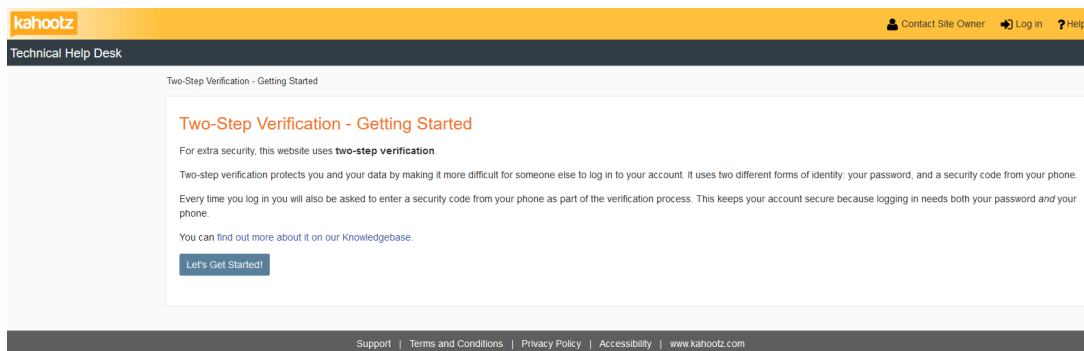 kahootz
Contact Site Owner Log in ?Help
Technical Help Desk
Two-Step Verification - Getting Started
Two-Step Verification - Getting Started
For extra security, this website uses two-step verification.
Two-step verification protects you and your data by making it more difficult for someone else to log in to your account. It uses two different forms of identity: your password, and a security code from your phone.
Every time you log in you will also be asked to enter a security code from your phone as part of the verification process. This keeps your account secure because logging in needs both your password and your
phone.
You can find out more about it on our Knowledgebase.
Let's Get Started!
Support | Terms and Conditions | Privacy Policy | Accessibility | www.kahootz.com